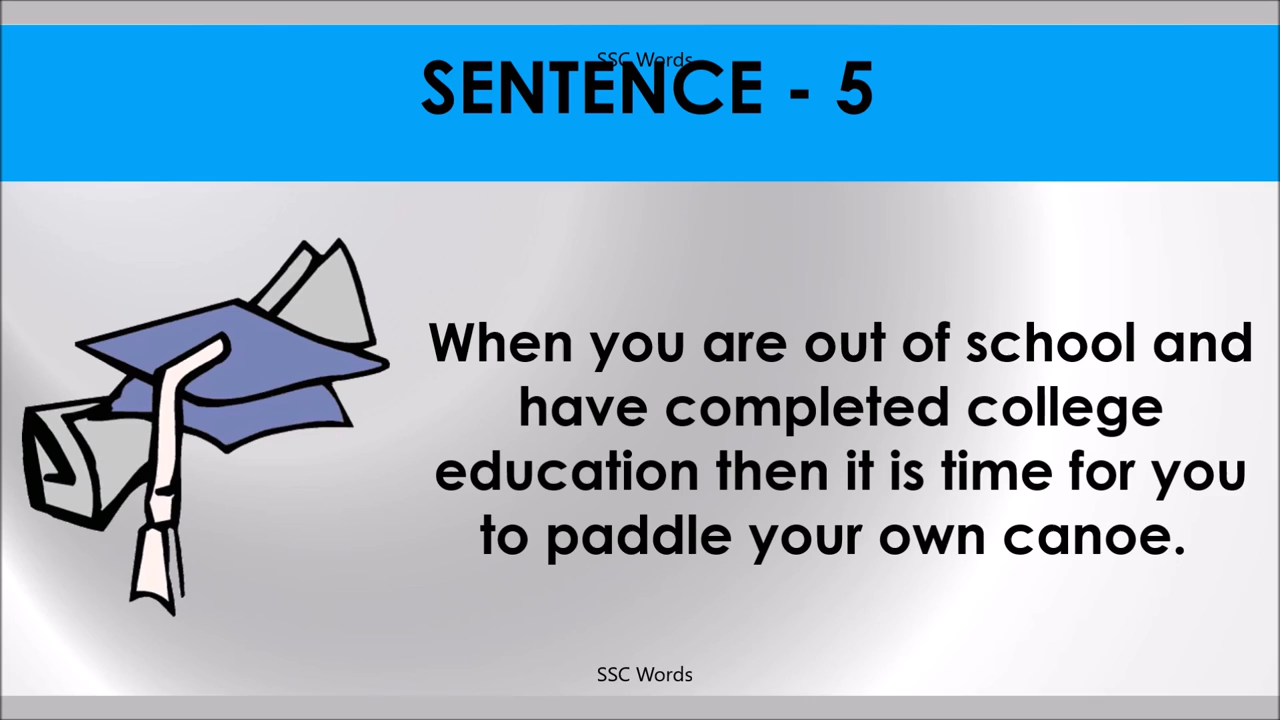 SSC Words
SENTENCE - 5
When you are out of school and
have completed college
education then it is time for you
to paddle your own canoe.
SSC Words